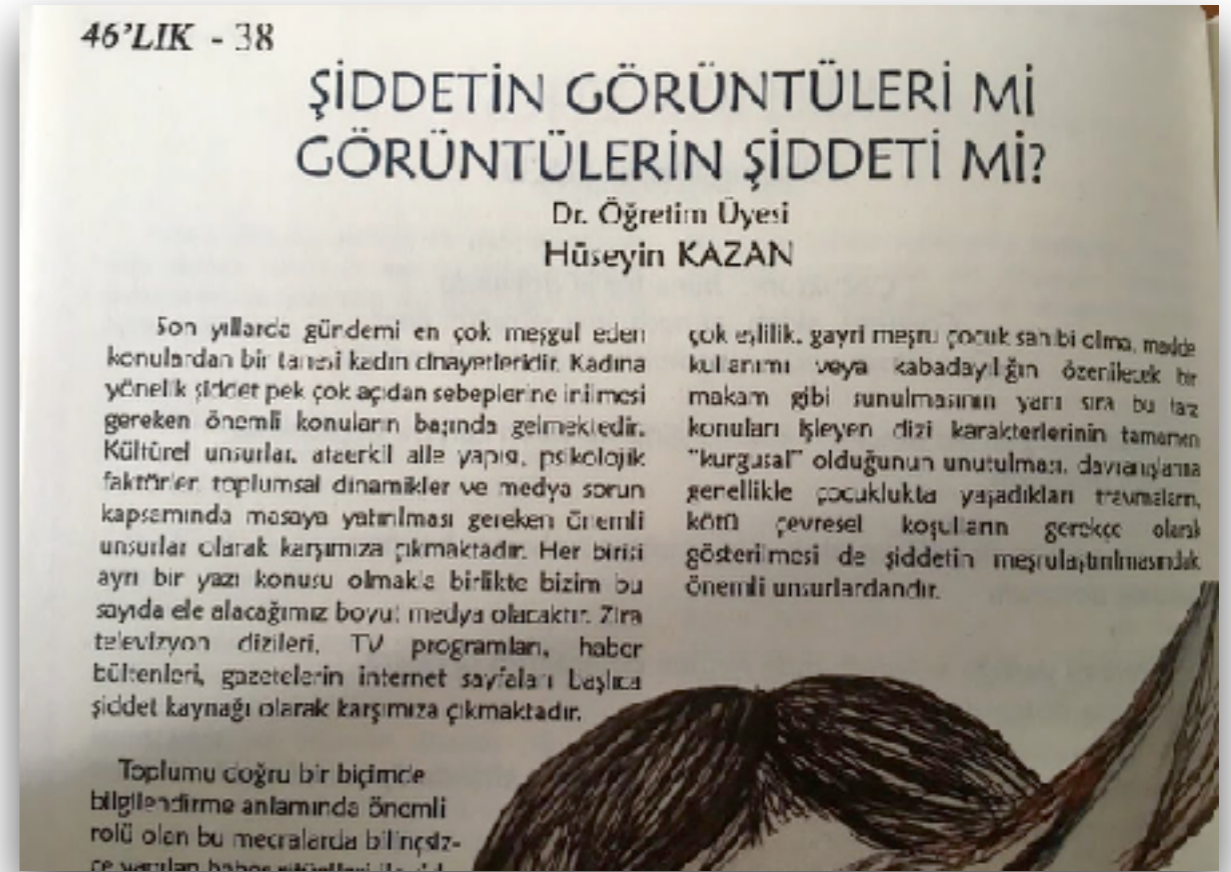 46'LIK - 38
ŞİDDETİN GÖRÜNTÜLERİ Mİ
GÖRÜNTÜLERİN ŞİDDETİ Mİ?
Dr. Öğretim Üyesi
Hüseyin KAZAN
Son yıllarda gündemi en çok meşgul eden
konulardan bir tanesi kadın cinayetleridir. Kadına
yönelik şiddet pek çok açıdan sebeplerine inilmesi
gereken önemli konuların başında gelmektedir.
Kültürel unsurlar, ataerkil aile yapısı, psikolojik
faktörler, toplumsal dinamikler ve medya sorun
kapsamında masaya yatırılması gereken önemli
unsurlar olarak karşımıza çıkmaktadır. Her birisi
ayrı bir yazı konusu olmakla birlikte bizim bu
sayıda ele alacağımız boyut medya olacaktır. Zira
televizyon dizileri, TV programları, haber
bültenleri, gazetelerin internet sayfaları başlıca
şiddet kaynağı olarak karşımıza çıkmaktadır.
Toplumu doğru bir biçimde
bilgilendirme anlamında önemli
rolü olan bu mecralarda bilinçsiz-
ce yapılan haber ritüelleri ile şid-
çok eşlilik, gayri meşru çocuk sahibi olma, madde
kullanımı veya kabadayılığın özenilecek bir
makam gibi sunulmasının yanı sıra bu tarz
konuları işleyen dizi karakterlerinin tamamen
"kurgusal" olduğunun unutulması, davranışlarına
genellikle çocuklukta yaşadıkları travmaların,
kötü çevresel koşulların gerekçe olarak
gösterilmesi de şiddetin meşrulaştırılmasındaki
önemli unsurlardandır.